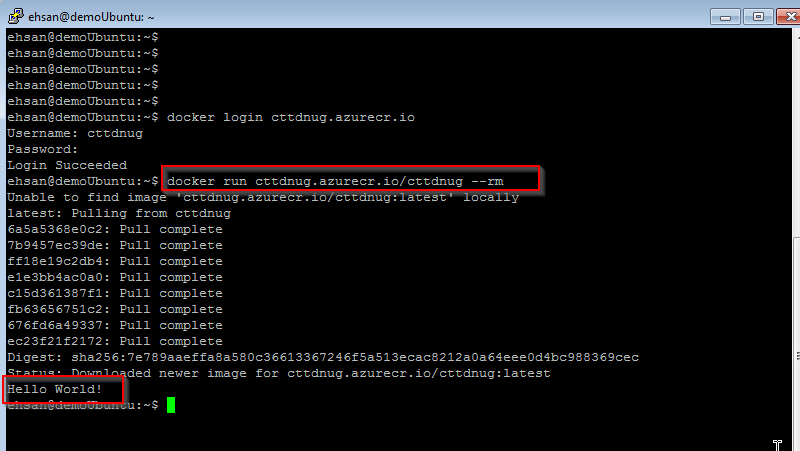 ehsan@demoUbuntu: ~
ehsan@demoUbuntu:~$
ehsan@demoUbuntu:~$
ehsan@demoUbuntu:~$
ehsan@demoUbuntu:~$
ehsan@demoUbuntu:~$
ehsan@demoUbuntu:~$ docker login cttdnug.azurecr.io
Username: cttdnug
Password:
Login Succeeded
ehsan@demoUbuntu:~$ docker run cttdnug.azurecr.io/cttdnug --rm
Unable to find image 'cttdnug.azurecr.io/cttdnug:latest' locally
latest: Pulling from cttdnug
6a5a5368e0c2: Pull complete
7b9457ec39de: Pull complete
ff18e19c2db4: Pull complete
e1e3bb4ac0a0: Pull complete
c15d361387f1: Pull complete
fb63656751c2: Pull complete
676fd6a49337: Pull complete
ec23f21f2172: Pull complete
Digest: sha256:7e789aaeffa8a580c36613367246f5a513ecac8212a0a64eee0d4bc988369cec
Status: Downloaded newer image for cttdnug.azurecr.io/cttdnug:latest
Hello World!
ehsan@demoUbuntu:~$